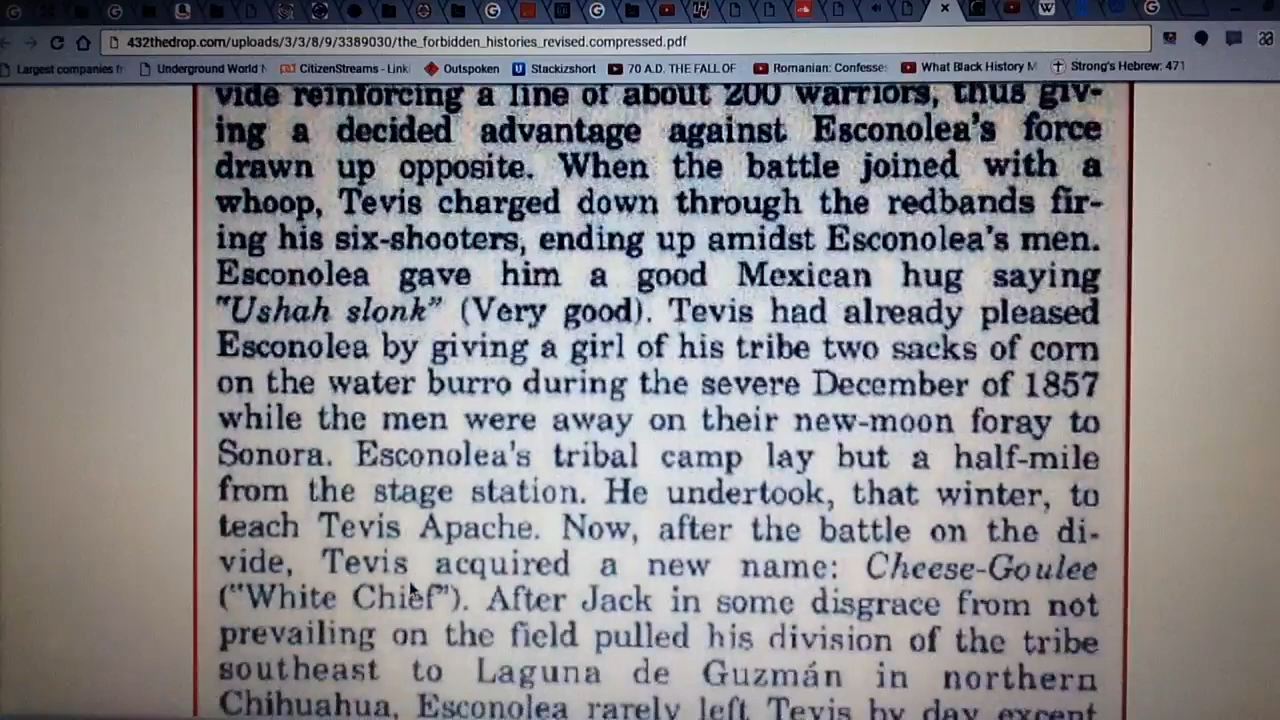 432thedrop.com/uploads/3/3/8/9/3389030/the_forbidden_histories_revised.compressed.pdf
Largest companies fr Underground World N CitizenStreams - Link Outspoken Stackizshort 70 A.D. THE FALL OF Romanian: Confesse What Black History M Strong's Hebrew: 471
vide reinforcing a line of about 200 warriors, thus giv-
ing a decided advantage against Esconolea's force
drawn up opposite. When the battle joined with a
whoop, Tevis charged down through the redbands fir-
ing his six-shooters, ending up amidst Esconolea's men.
Esconolea gave him a good Mexican hug saying
"Ushah slonk" (Very good). Tevis had already pleased
Esconolea by giving a girl of his tribe two sacks of corn
on the water burro during the severe December of 1857
while the men were away on their new-moon foray to
Sonora. Esconolea's tribal camp lay but a half-mile
from the stage station. He undertook, that winter, to
teach Tevis Apache. Now, after the battle on the di-
vide, Tevis acquired a new name: Cheese-Goulee
("White Chief"). After Jack in some disgrace from not
prevailing on the field pulled his division of the tribe
southeast to Laguna de Guzmán in northern
Chihuahua, Esconolea rarely left Tevis by day except